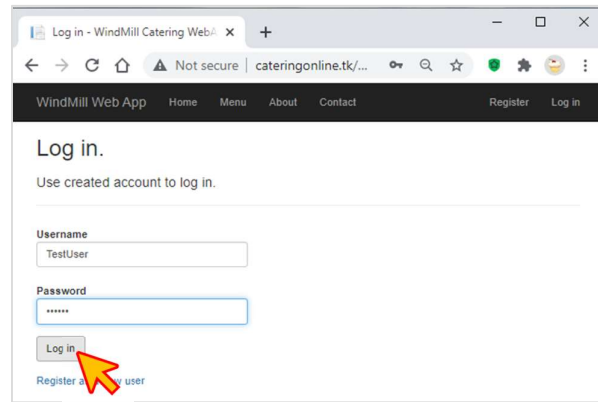 Log in - WindMill Catering WebA
Not secure | cateringonline.tk/...
WindMill Web App Home Menu About Contact Register Log in
Log in.
Use created account to log in.
Username
TestUser
Password
••••••
Log in
Register a user